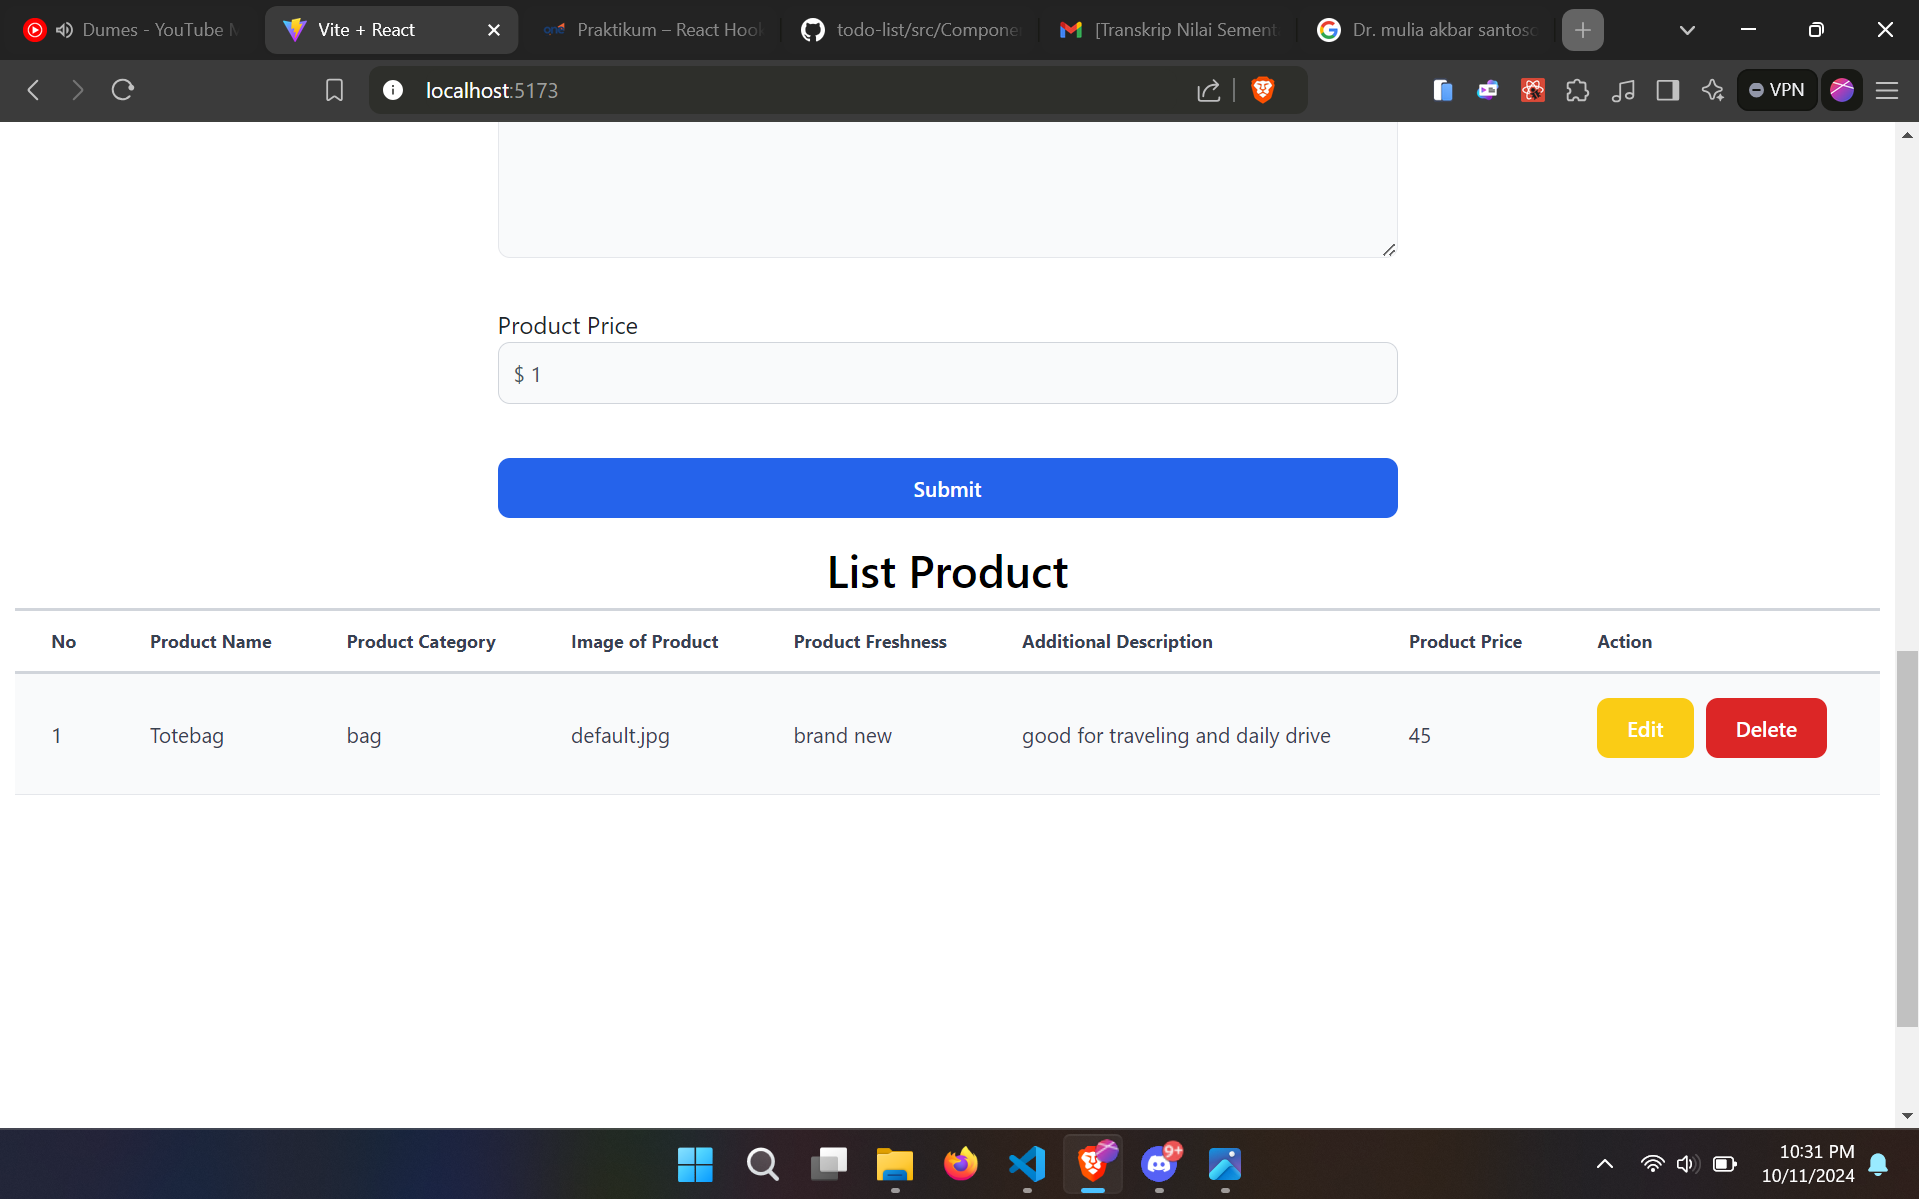 Dumes - YouTube M
Vite + React
Praktikum – React Hook
todo-list/src/Componen
[Transkrip Nilai Sement
Dr. mulia akbar santoso
localhost:5173
VPN
Product Price
$ 1
Submit
List Product
No Product Name Product Category Image of Product Product Freshness Additional Description Product Price Action
1 Totebag bag default.jpg brand new good for traveling and daily drive 45 Edit Delete
9+
10:31 PM
10/11/2024